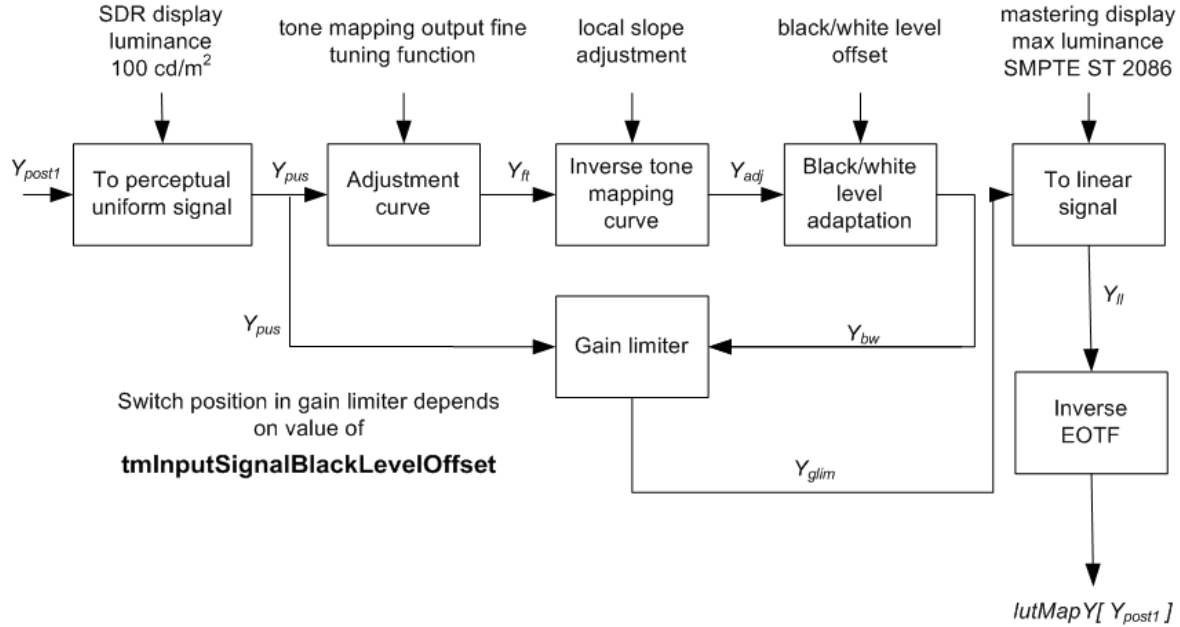 SDR display
luminance
100 cd/m²
tone mapping output fine
tuning function
local slope
adjustment
black/white level
offset
mastering display
max luminance
SMPTE ST 2086
Ypost1
To perceptual
uniform signal
Ypus
Adjustment
curve
Yft
Inverse tone
mapping
curve
Yadj
Black/white
level
adaptation
To linear
signal
Yll
Ypus
Gain limiter
Ybw
Switch position in gain limiter depends
on value of
tmInputSignalBlackLevelOffset
Yglim
Inverse
EOTF
lutMapY[ Ypost1 ]